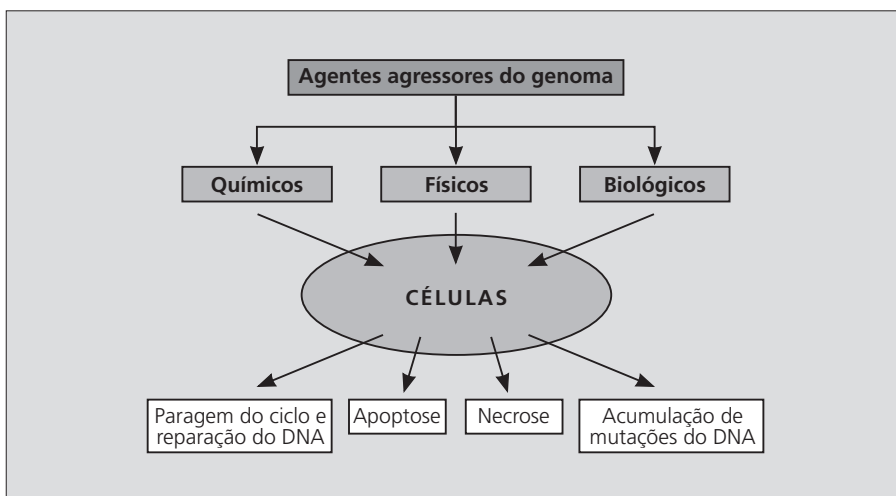 Agentes agressores do genoma
Químicos
Físicos
Biológicos
CÉLULAS
Paragem do ciclo e
reparação do DNA
Apoptose
Necrose
Acumulação de
mutações do DNA